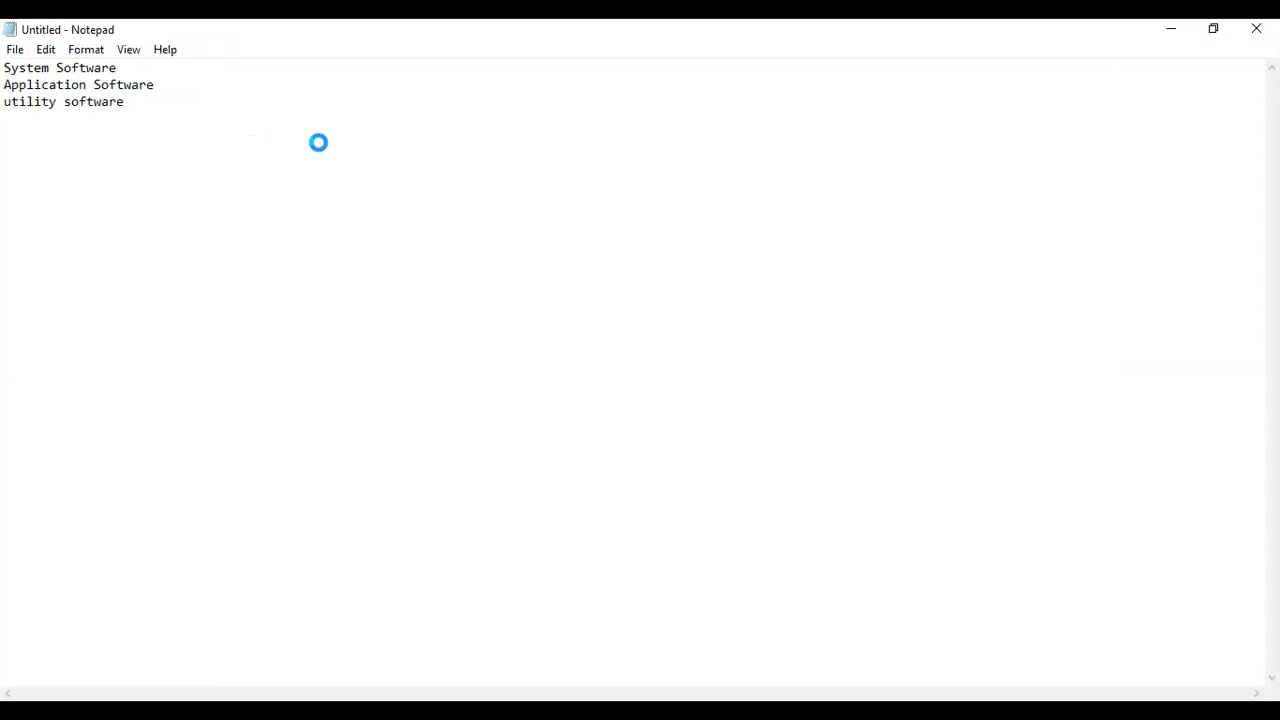 Untitled - Notepad
File Edit Format View Help
System Software
Application Software
utility software